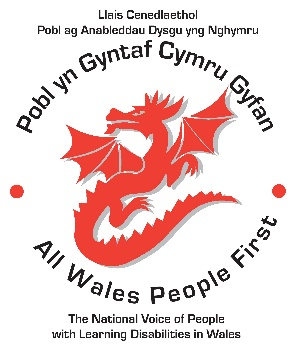 Llais Cenedlaethol
Pobl ag Anableddau Dysgu yng Nghymru
Pobl yn Gyntaf Cymru Gyfan
All Wales People First
The National Voice of People
with Learning Disabilities in Wales